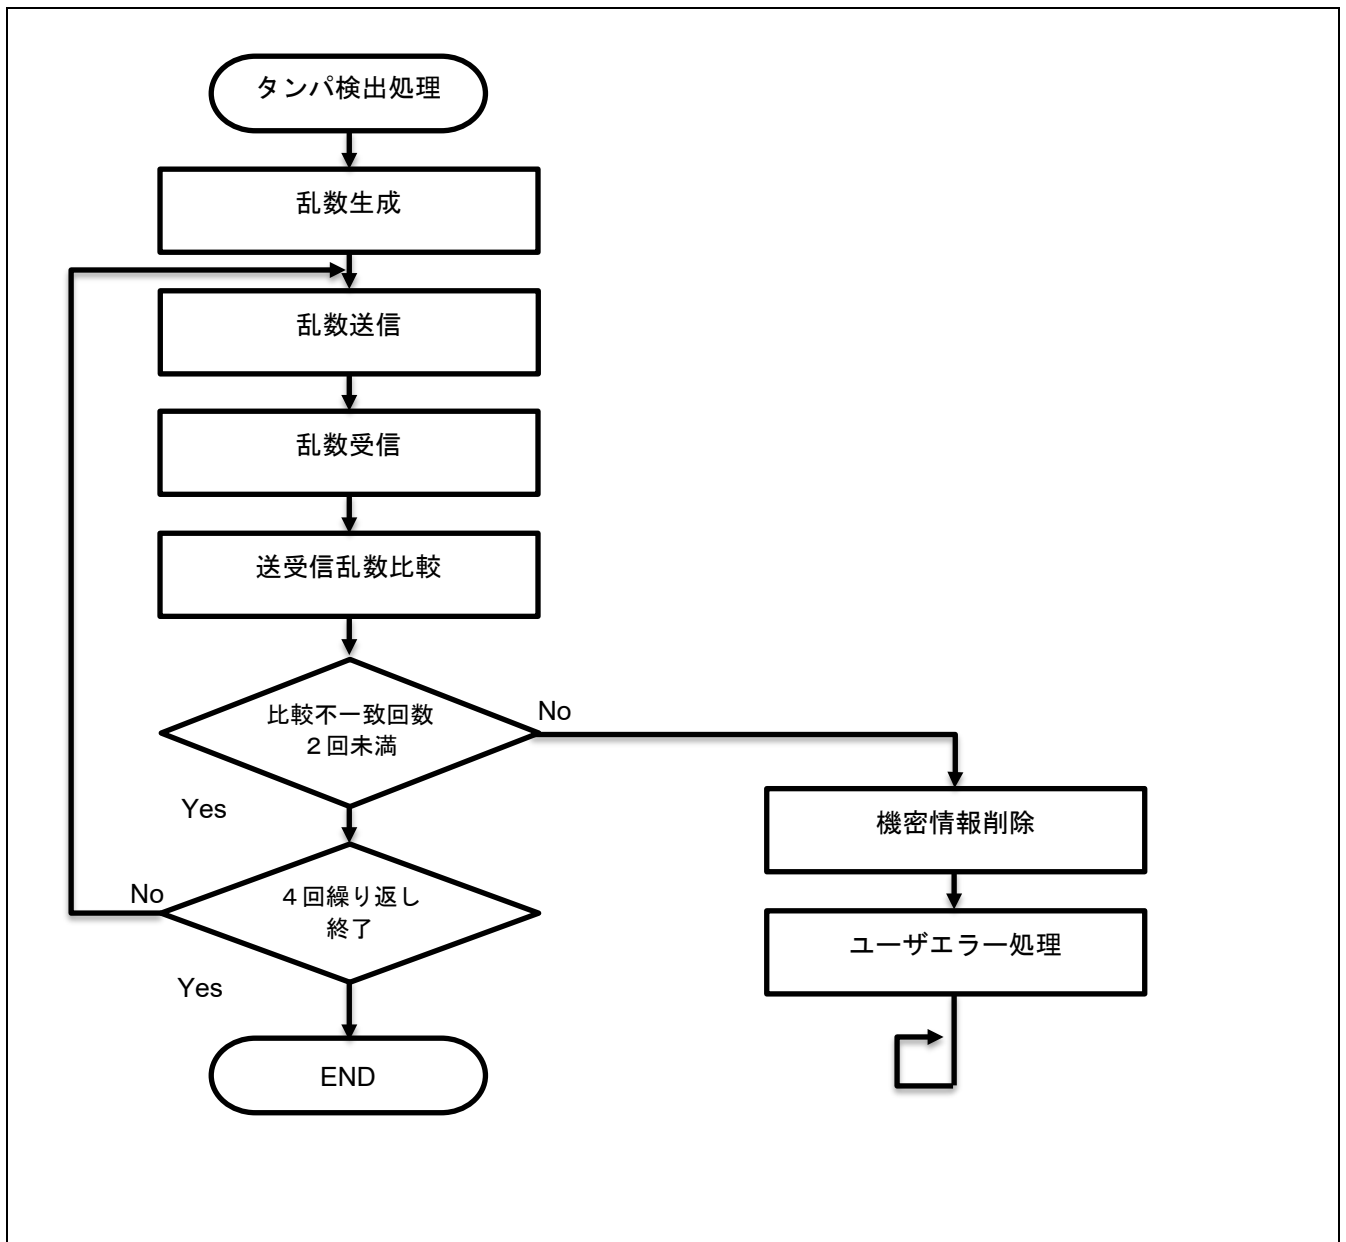 タンパ検出処理
乱数生成
乱数送信
乱数受信
送受信乱数比較
比較不一致回数
２回未満
No
Yes
機密情報削除
No
４回繰り返し
終了
ユーザエラー処理
Yes
END